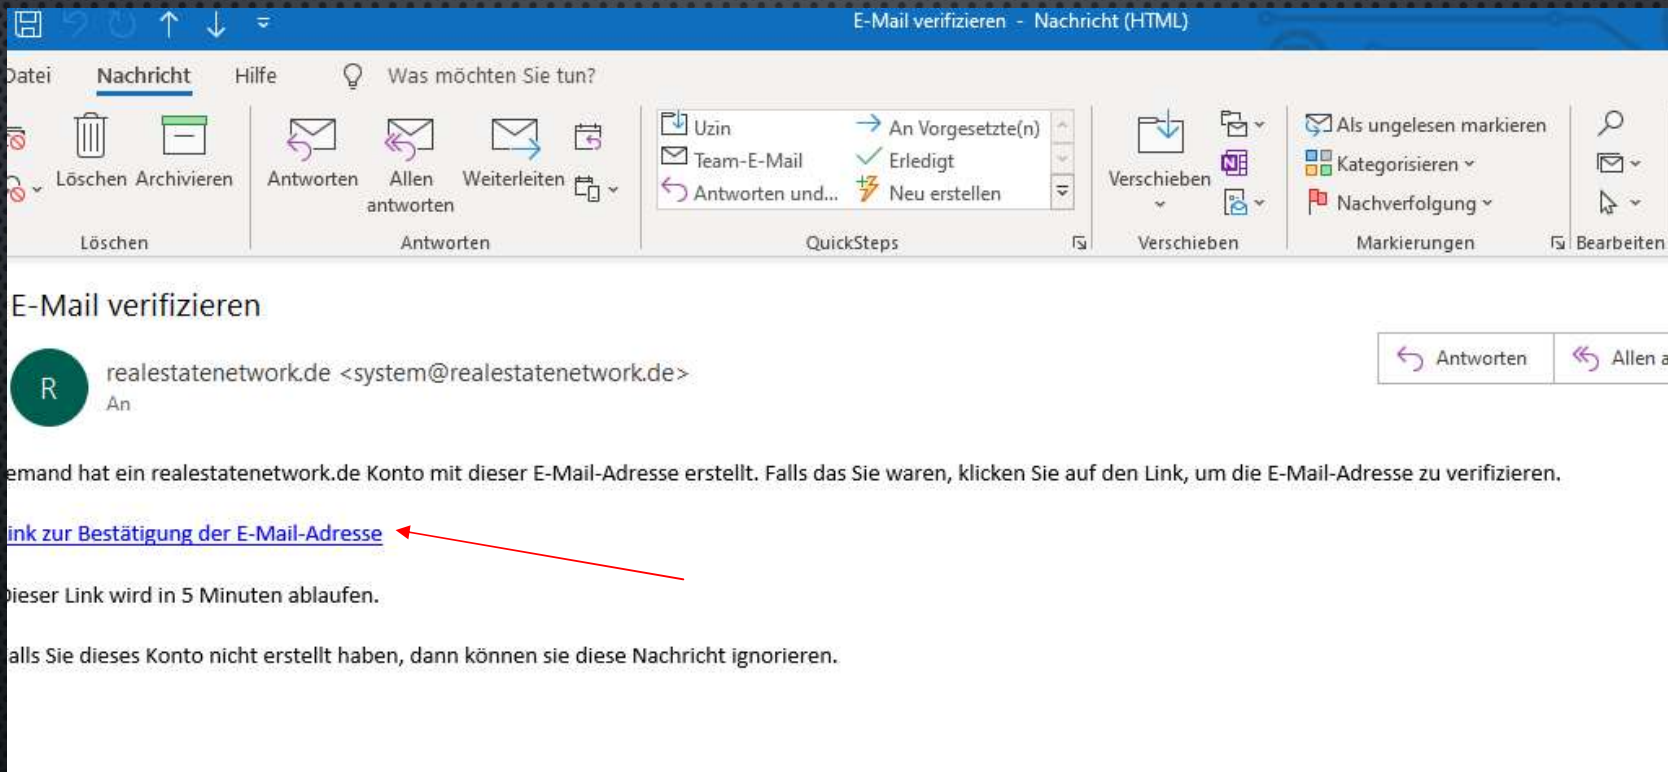 E-Mail verifizieren - Nachricht (HTML)
Datei Nachricht Hilfe Was möchten Sie tun?
Löschen Archivieren
Antworten Allen antworten Weiterleiten
Uzin An Vorgesetzte(n)
Team-E-Mail Erledigt
Antworten und... Neu erstellen
Verschieben
Als ungelesen markieren
Kategorisieren
Nachverfolgung
Löschen Antworten QuickSteps Verschieben Markierungen Bearbeiten
E-Mail verifizieren
R
realestatenetwork.de <system@realestatenetwork.de>
An
Antworten Allen a
emand hat ein realestatenetwork.de Konto mit dieser E-Mail-Adresse erstellt. Falls das Sie waren, klicken Sie auf den Link, um die E-Mail-Adresse zu verifizieren.
ink zur Bestätigung der E-Mail-Adresse
Dieser Link wird in 5 Minuten ablaufen.
alls Sie dieses Konto nicht erstellt haben, dann können sie diese Nachricht ignorieren.